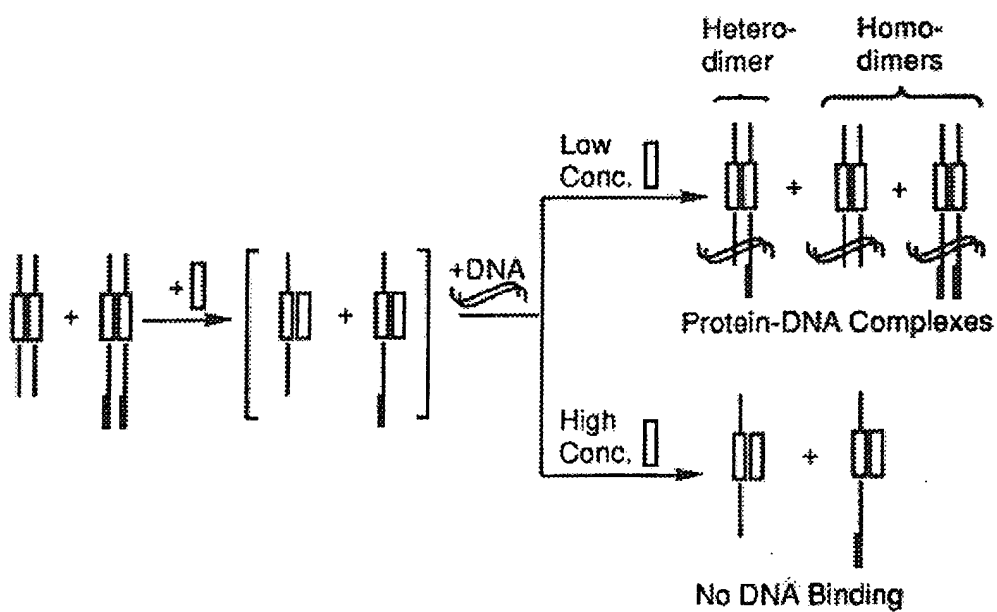 Hetero-
dimer
Homo-
dimers
Low
Conc.
+ + +
+ + + +DNA
Protein-DNA Complexes
High
Conc.
+
No DNA Binding